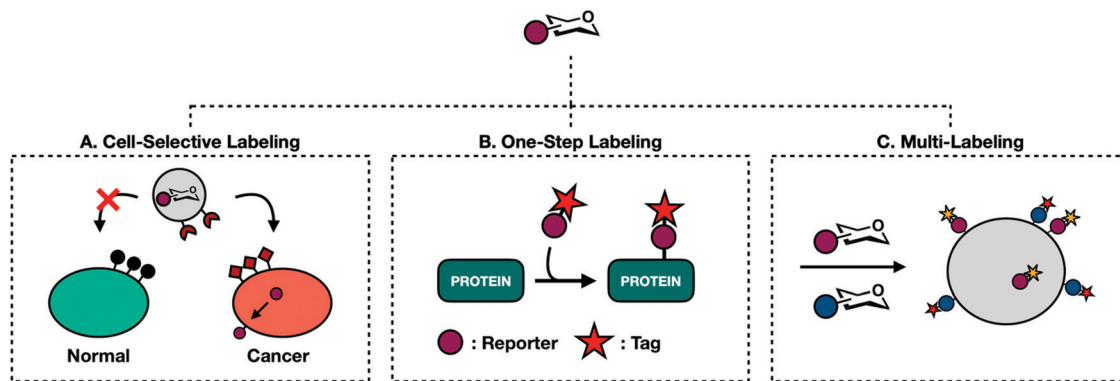 O
A. Cell-Selective Labeling
B. One-Step Labeling
C. Multi-Labeling
O
O
O
PROTEIN
PROTEIN
Normal
Cancer
: Reporter
: Tag